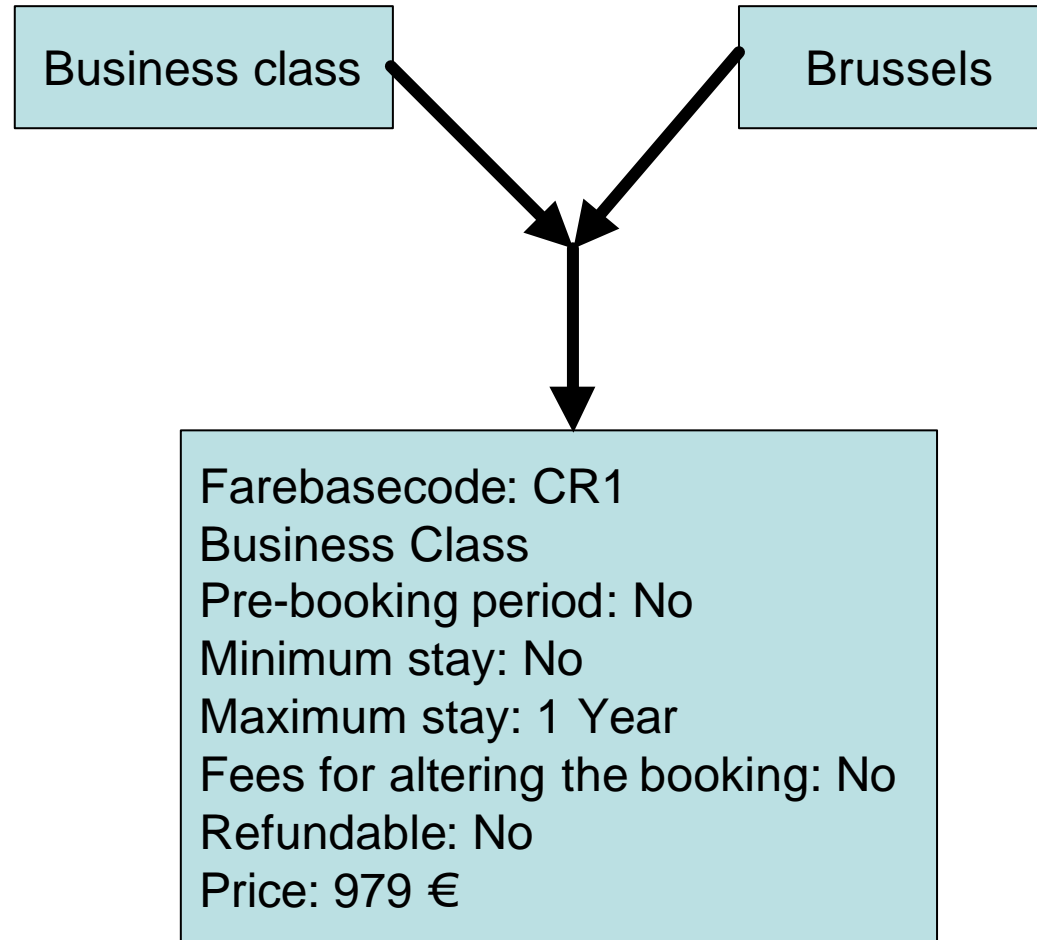 Business class
Brussels
Farebasecode: CR1
Business Class
Pre-booking period: No
Minimum stay: No
Maximum stay: 1 Year
Fees for altering the booking: No
Refundable: No
Price: 979 €